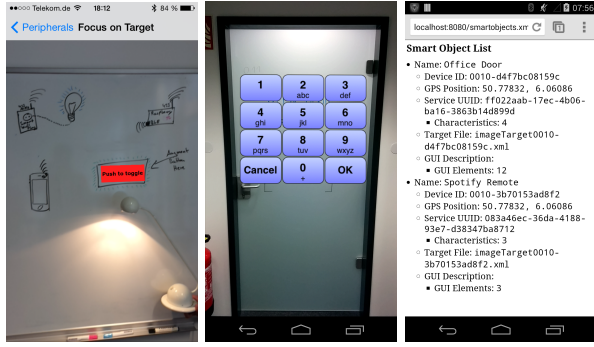 Telekom.de 18:12 84 %
Peripherals Focus on Target
Push to toggle
1
2
abc
3
def
4
ghi
5
jkl
6
mno
7
pqrs
8
tuv
9
wxyz
Cancel
0
+
OK
07:56
localhost:8080/smartobjects.xm
1
Smart Object List
Name: Office Door
Device ID: 0010-d4f7bc08159c
GPS Position: 50.77832, 6.06086
Service UUID: ff022aab-17ec-4b06-
ba16-3863b14d899d
Characteristics: 4
Target File: imageTarget0010-
d4f7bc08159c.xml
GUI Description:
GUI Elements: 12
Name: Spotify Remote
Device ID: 0010-3b70153ad8f2
GPS Position: 50.77832, 6.06086
Service UUID: 083a46ec-36da-4188-
93e7-d38347ba8712
Characteristics: 3
Target File: imageTarget0010-
3b70153ad8f2.xml
GUI Description:
GUI Elements: 3